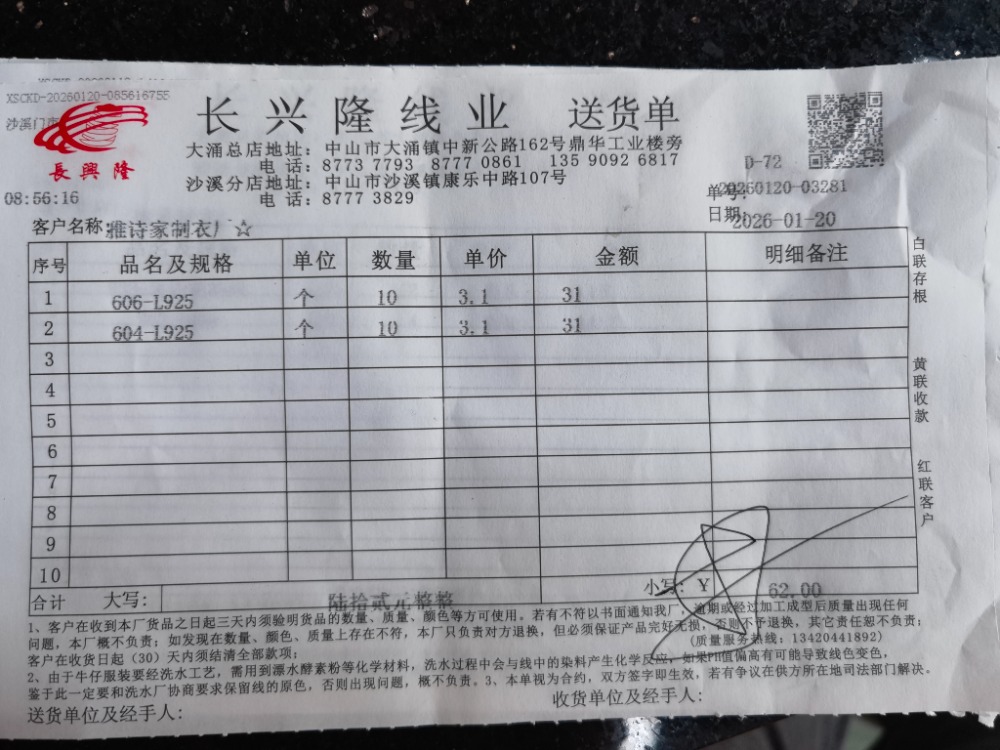 XSCKD-20260120-085616755
沙溪门市
長興隆
08:56:16
长兴隆线业 送货单
大涌总店地址：中山市大涌镇中新公路162号鼎华工业楼旁
电 话：8773 7793 8777 0861 135 9092 6817
沙溪分店地址：中山市沙溪镇康乐中路107号
电 话：8777 3829
D-72
单号：20260120-03281
日期：2026-01-20
客户名称：雅诗家制衣厂☆
序号 品名及规格 单位 数量 单价 金额 明细备注
1 606-L925 个 10 3.1 31
2 604-L925 个 10 3.1 31
3
4
5
6
7
8
9
10
合计 大写： 陆拾贰元整整 小写：¥ 62.00
白联存根
黄联收款
红联客户
1、客户在收到本厂货品之日起三天内须验明货品的数量、质量、颜色等方可使用。若有不符以书面通知我厂，逾期或经过加工成型后质量出现任何
问题，本厂概不负责；如发现在数量、颜色、质量上存在不符，本厂只负责对方退换，但必须保证产品完好无损，否则不予退换，其它责任恕不负责；
客户在收货日起（30）天内须结清全部款项； （质量服务热线：13420441892）
2、由于牛仔服装要经洗水工艺，需用到漂水酵素粉等化学材料，洗水过程中会与线中的染料产生化学反应，如果PH值偏高有可能导致线色变色，
鉴于此一定要和洗水厂协商要求保留线的原色，否则出现问题，概不负责。3、本单视为合约，双方签字即生效，若有争议在供方所在地司法部门解决。
送货单位及经手人： 收货单位及经手人：